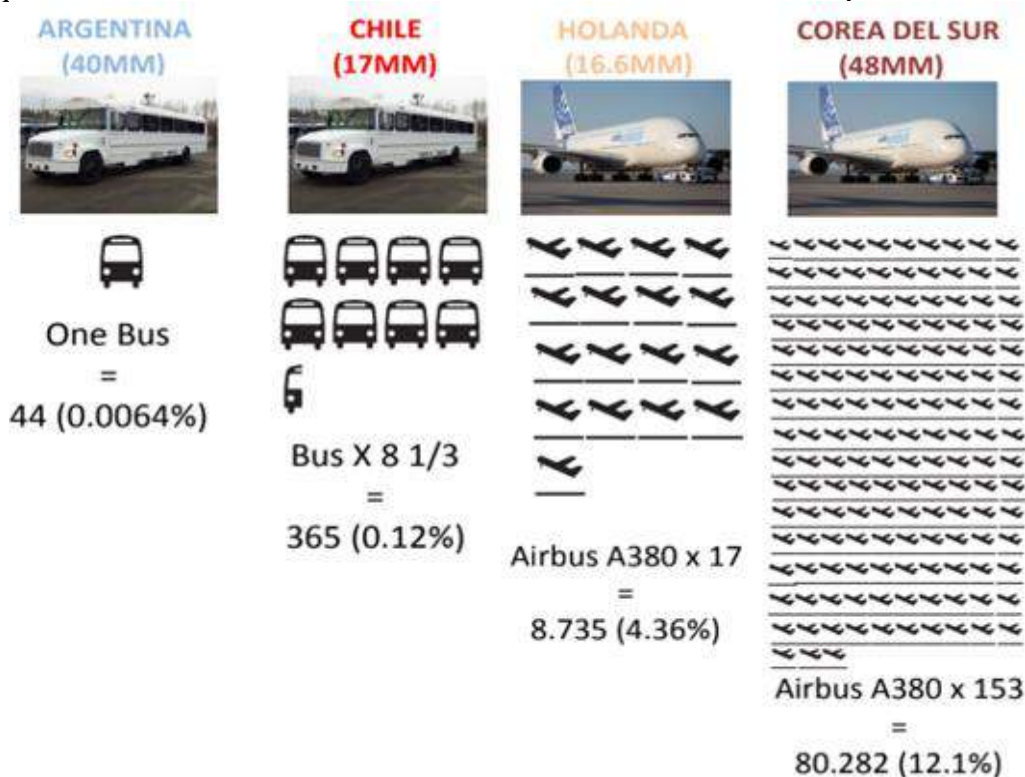 ARGENTINA
(40MM)
One Bus
=
44 (0.0064%)
CHILE
(17MM)
Bus X 8 1/3
=
365 (0.12%)
HOLANDA
(16.6MM)
Airbus A380 x 17
=
8.735 (4.36%)
COREA DEL SUR
(48MM)
Airbus A380 x 153
=
80.282 (12.1%)